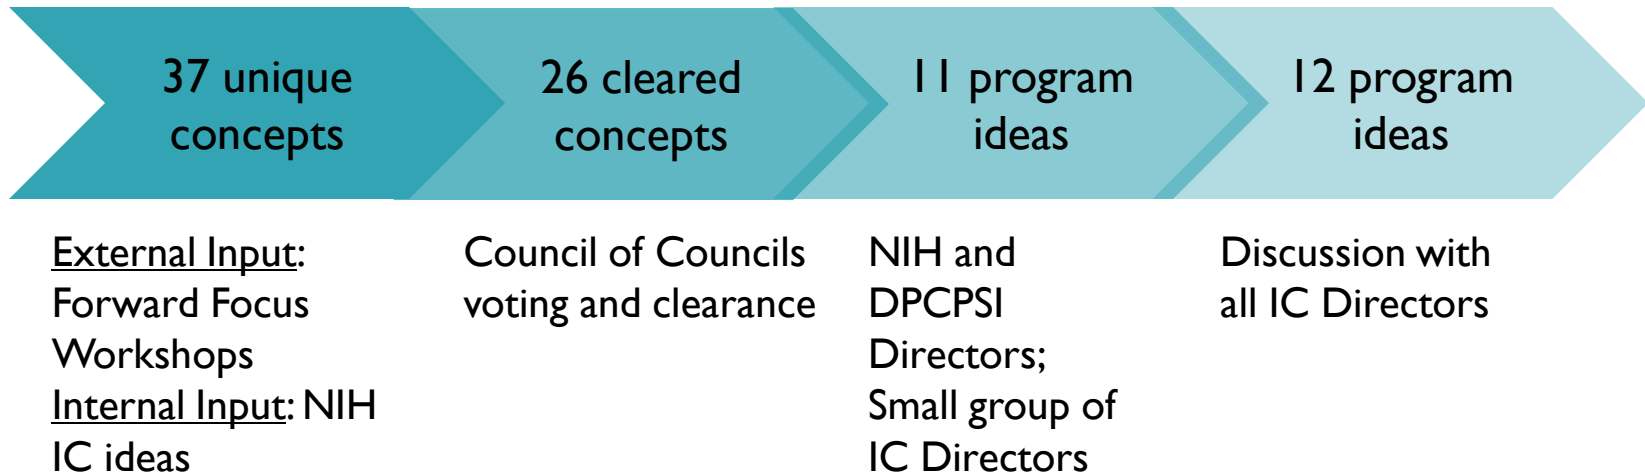 37 unique
concepts
26 cleared
concepts
11 program
ideas
12 program
ideas
External Input:
Forward Focus
Workshops
Internal Input: NIH
IC ideas
Council of Councils
voting and clearance
NIH and
DPCPSI
Directors;
Small group of
IC Directors
Discussion with
all IC Directors